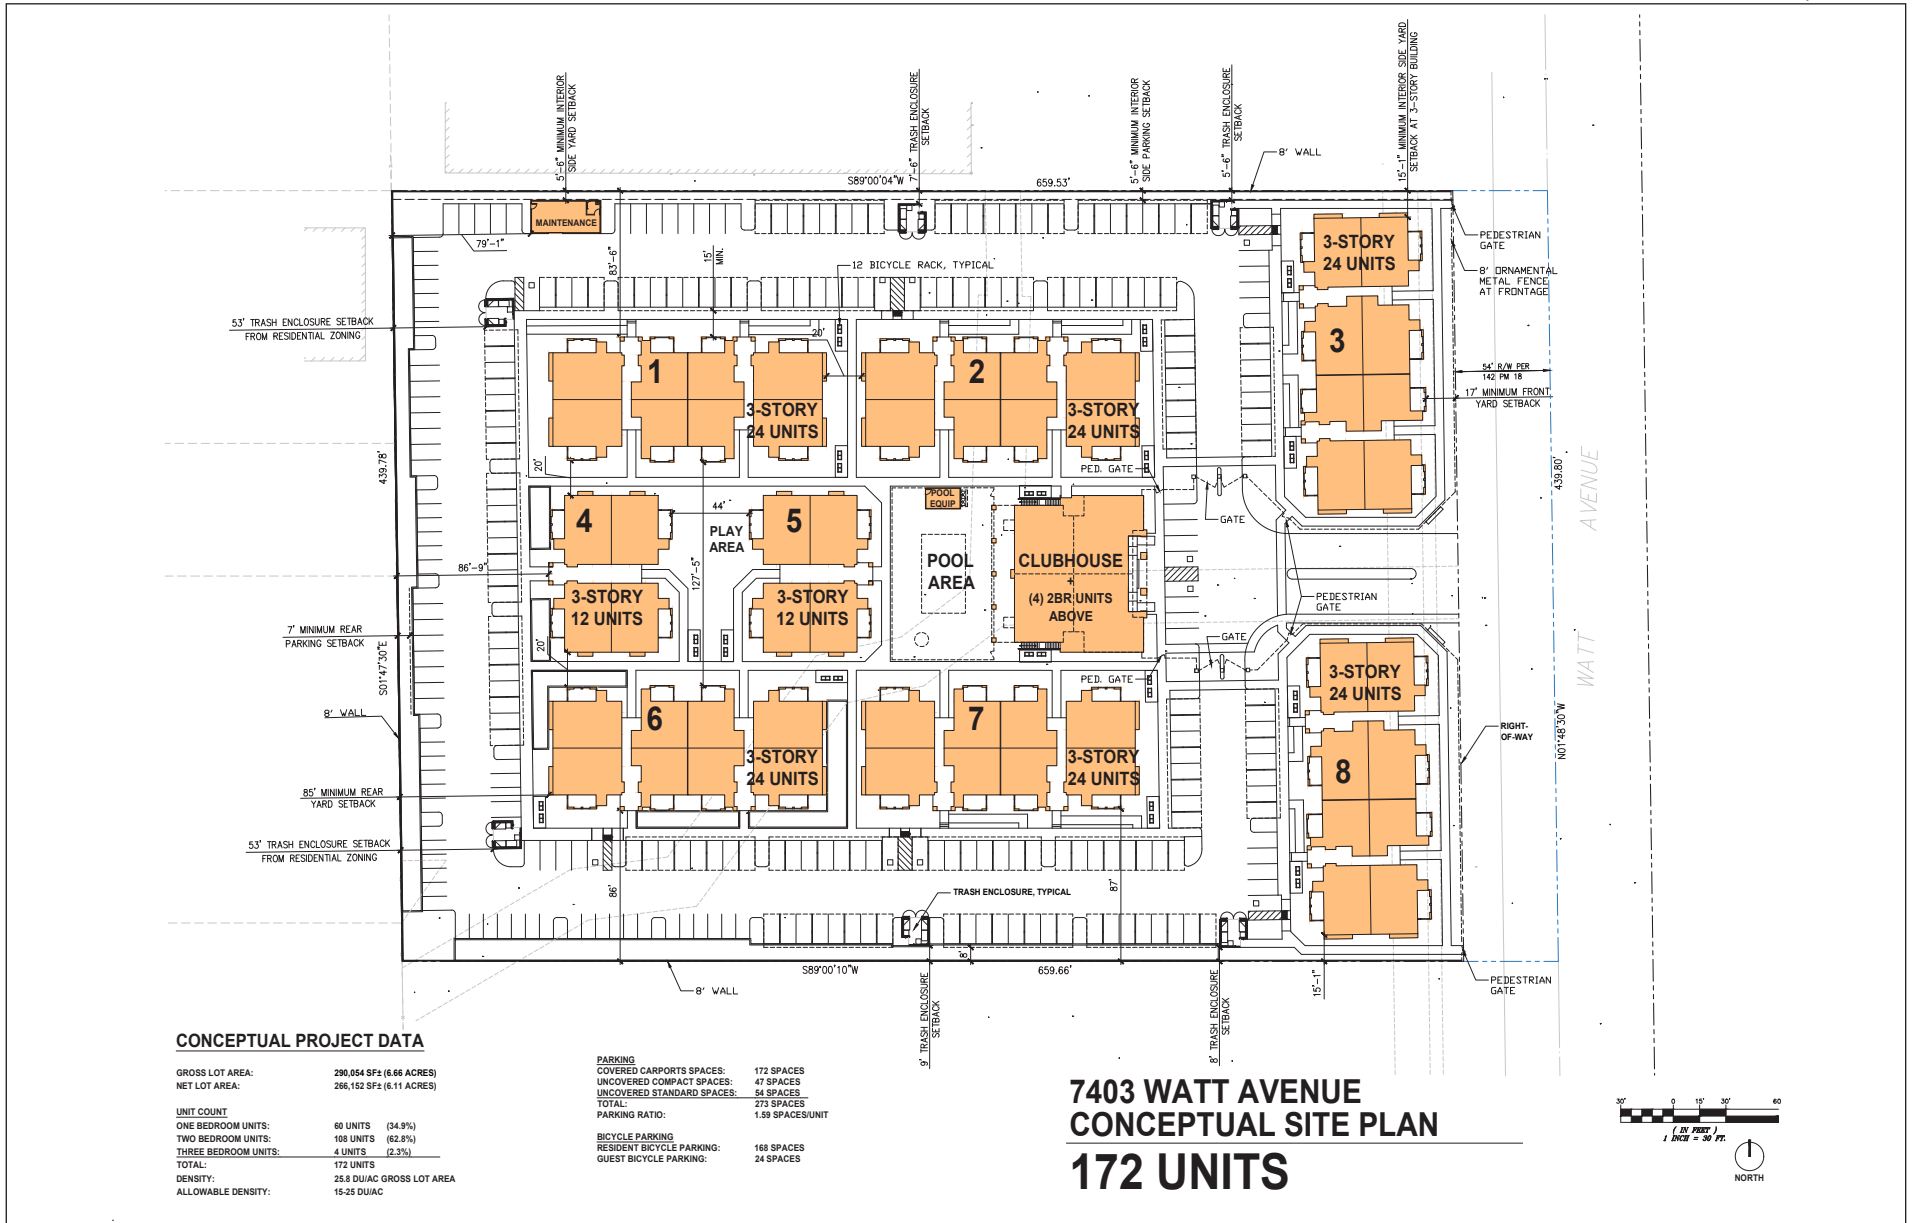 5'-6" MINIMUM INTERIOR
SIDE YARD SETBACK
7'-6" TRASH ENCLOSURE
SETBACK
5'-6" MINIMUM INTERIOR
SIDE PARKING SETBACK
5'-6" TRASH ENCLOSURE
SETBACK
15'-1" MINIMUM INTERIOR SIDE YARD
SETBACK AT 3-STORY BUILDING
8' WALL
S89°00'04"W
659.53'
MAINTENANCE
79'-1"
83'-6"
15'
MIN.
12 BICYCLE RACK, TYPICAL
3-STORY
24 UNITS
PEDESTRIAN
GATE
8' ORNAMENTAL
METAL FENCE
AT FRONTAGE
53' TRASH ENCLOSURE SETBACK
FROM RESIDENTIAL ZONING
20'
1
2
3
54' R/W PER
142 PM 18
17' MINIMUM FRONT
YARD SETBACK
3-STORY
24 UNITS
3-STORY
24 UNITS
439.78'
20'
PED. GATE
439.80'
WATT AVENUE
POOL
EQUIP
44'
GATE
4
5
PLAY
AREA
POOL
AREA
CLUBHOUSE
+
(4) 2BR UNITS
ABOVE
86'-9"
127'-5"
3-STORY
12 UNITS
3-STORY
12 UNITS
PEDESTRIAN
GATE
7' MINIMUM REAR
PARKING SETBACK
20'
GATE
S01°47'30"E
PED. GATE
3-STORY
24 UNITS
8' WALL
6
7
8
RIGHT-
OF-WAY
N01°48'30"W
3-STORY
24 UNITS
3-STORY
24 UNITS
85' MINIMUM REAR
YARD SETBACK
53' TRASH ENCLOSURE SETBACK
FROM RESIDENTIAL ZONING
86'
TRASH ENCLOSURE, TYPICAL
87'
8'
S89°00'10"W
659.66'
8' WALL
9' TRASH ENCLOSURE
SETBACK
8' TRASH ENCLOSURE
SETBACK
15'-1"
PEDESTRIAN
GATE
CONCEPTUAL PROJECT DATA
GROSS LOT AREA: 290,054 SF± (6.66 ACRES)
NET LOT AREA: 266,152 SF± (6.11 ACRES)
UNIT COUNT
ONE BEDROOM UNITS: 60 UNITS (34.9%)
TWO BEDROOM UNITS: 108 UNITS (62.8%)
THREE BEDROOM UNITS: 4 UNITS (2.3%)
TOTAL: 172 UNITS
DENSITY: 25.8 DU/AC GROSS LOT AREA
ALLOWABLE DENSITY: 15-25 DU/AC
PARKING
COVERED CARPORTS SPACES: 172 SPACES
UNCOVERED COMPACT SPACES: 47 SPACES
UNCOVERED STANDARD SPACES: 54 SPACES
TOTAL: 273 SPACES
PARKING RATIO: 1.59 SPACES/UNIT
BICYCLE PARKING
RESIDENT BICYCLE PARKING: 168 SPACES
GUEST BICYCLE PARKING: 24 SPACES
7403 WATT AVENUE
CONCEPTUAL SITE PLAN
172 UNITS
30' 0 15' 30' 60
( IN FEET )
1 INCH = 30 FT.
NORTH